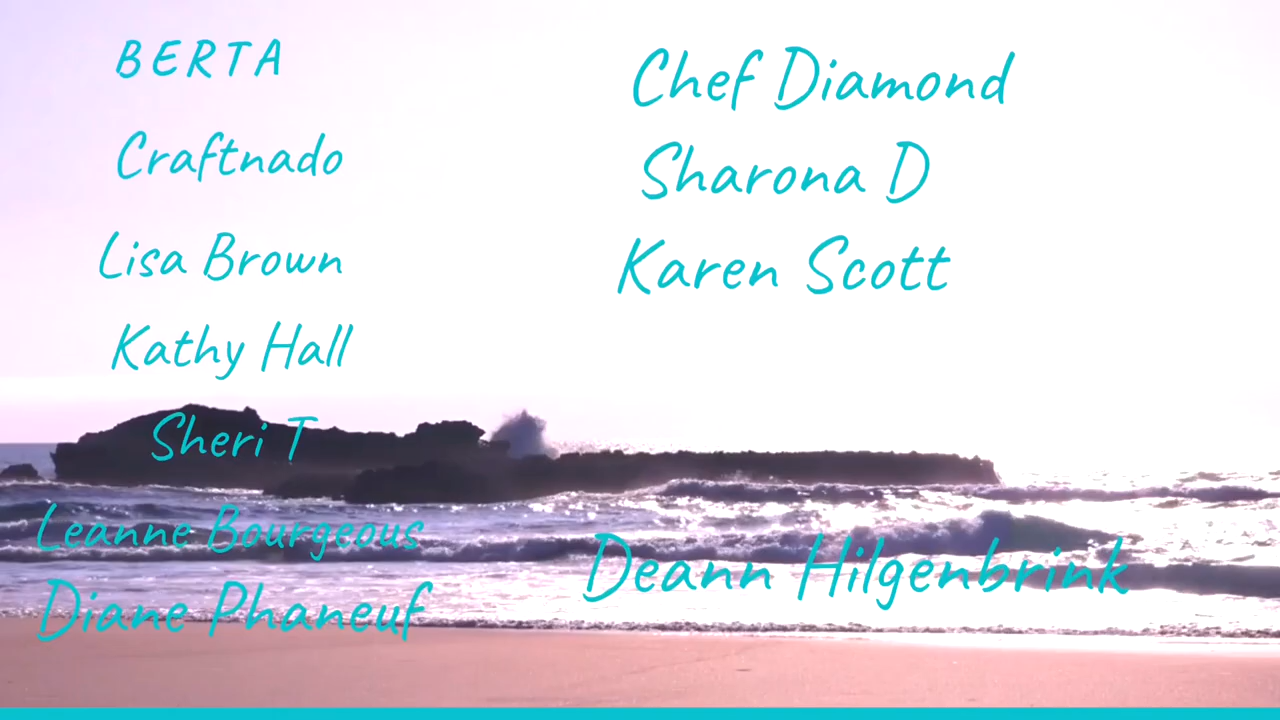 BERTA
Craftnado
Lisa Brown
Kathy Hall
Sheri T
Leanne Bourgeous
Diane Phaneuf
Chef Diamond
Sharona D
Karen Scott
Deann Hilgenbrink